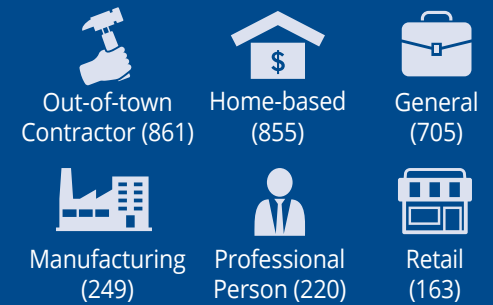 $
Out-of-town
Contractor (861)
Home-based
(855)
General
(705)
Manufacturing
(249)
Professional
Person (220)
Retail
(163)